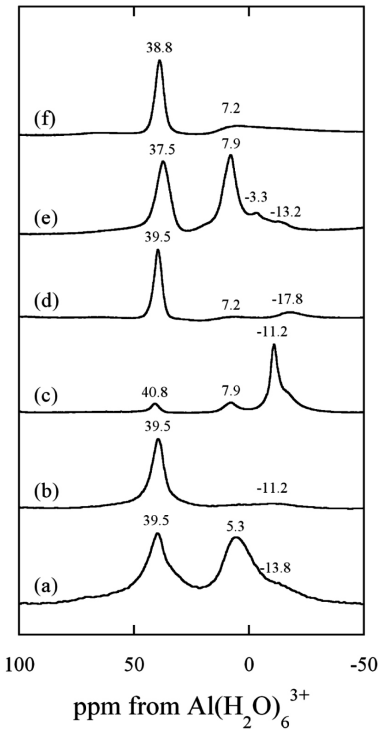 38.8
7.2
(f)
37.5
7.9
-3.3
-13.2
(e)
39.5
7.2
-17.8
(d)
-11.2
40.8
7.9
(c)
39.5
-11.2
(b)
39.5
5.3
-13.8
(a)
100 50 0 -50
ppm from Al(H₂O)₆³⁺